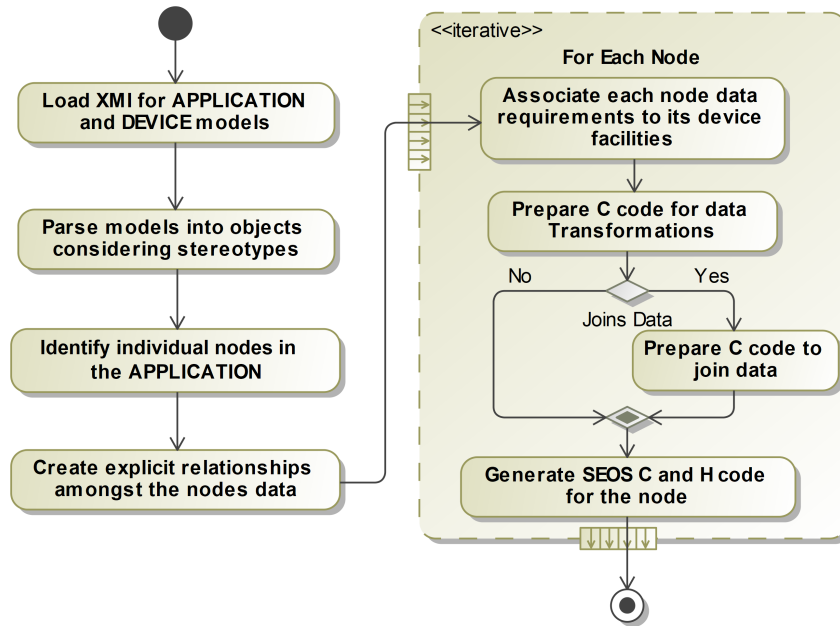 Load XMI for APPLICATION
and DEVICE models
Parse models into objects
considering stereotypes
Identify individual nodes in
the APPLICATION
Create explicit relationships
amongst the nodes data
<<iterative>>
For Each Node
Associate each node data
requirements to its device
facilities
Prepare C code for data
Transformations
No
Yes
Joins Data
Prepare C code to
join data
Generate SEOS C and H code
for the node